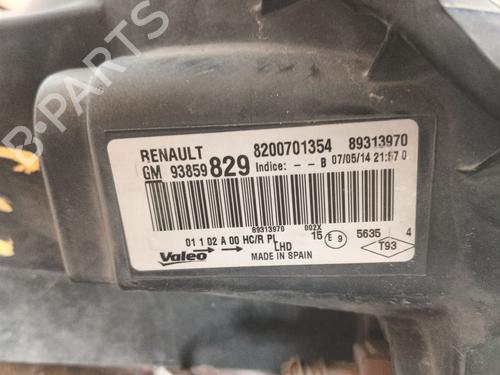 B-PARTS
RENAULT 8200701354 89313970
GM 93859 829 Indice: - - B 07/05/14 21:57 0
89313970 002X
01 1 02 A 00 HC/R PL 15 E 9 5635 4
Valeo LHD T93
MADE IN SPAIN